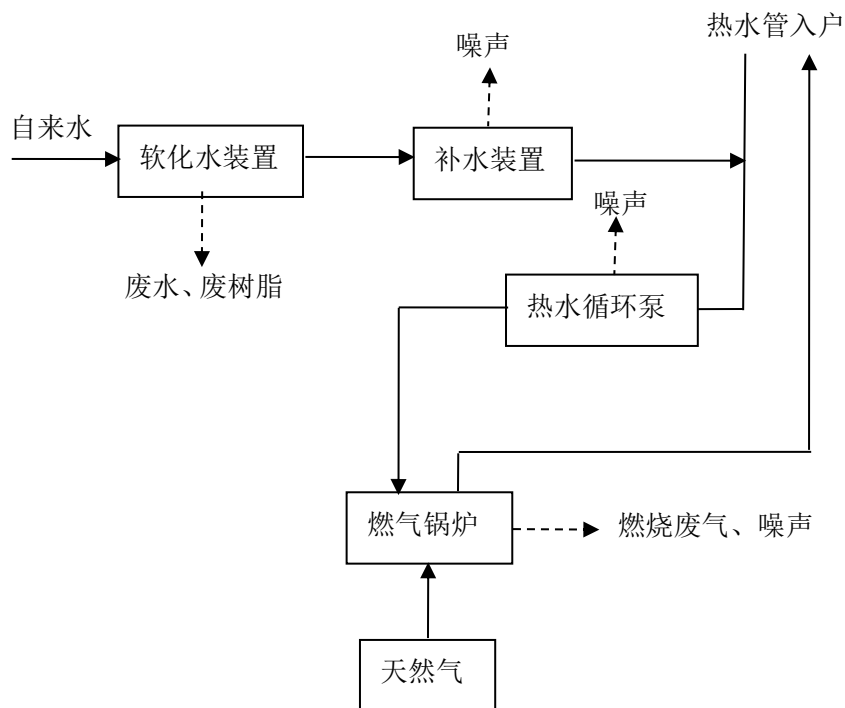 热水管入户
噪声
自来水
软化水装置
补水装置
噪声
废水、废树脂
热水循环泵
燃气锅炉
燃烧废气、噪声
天然气